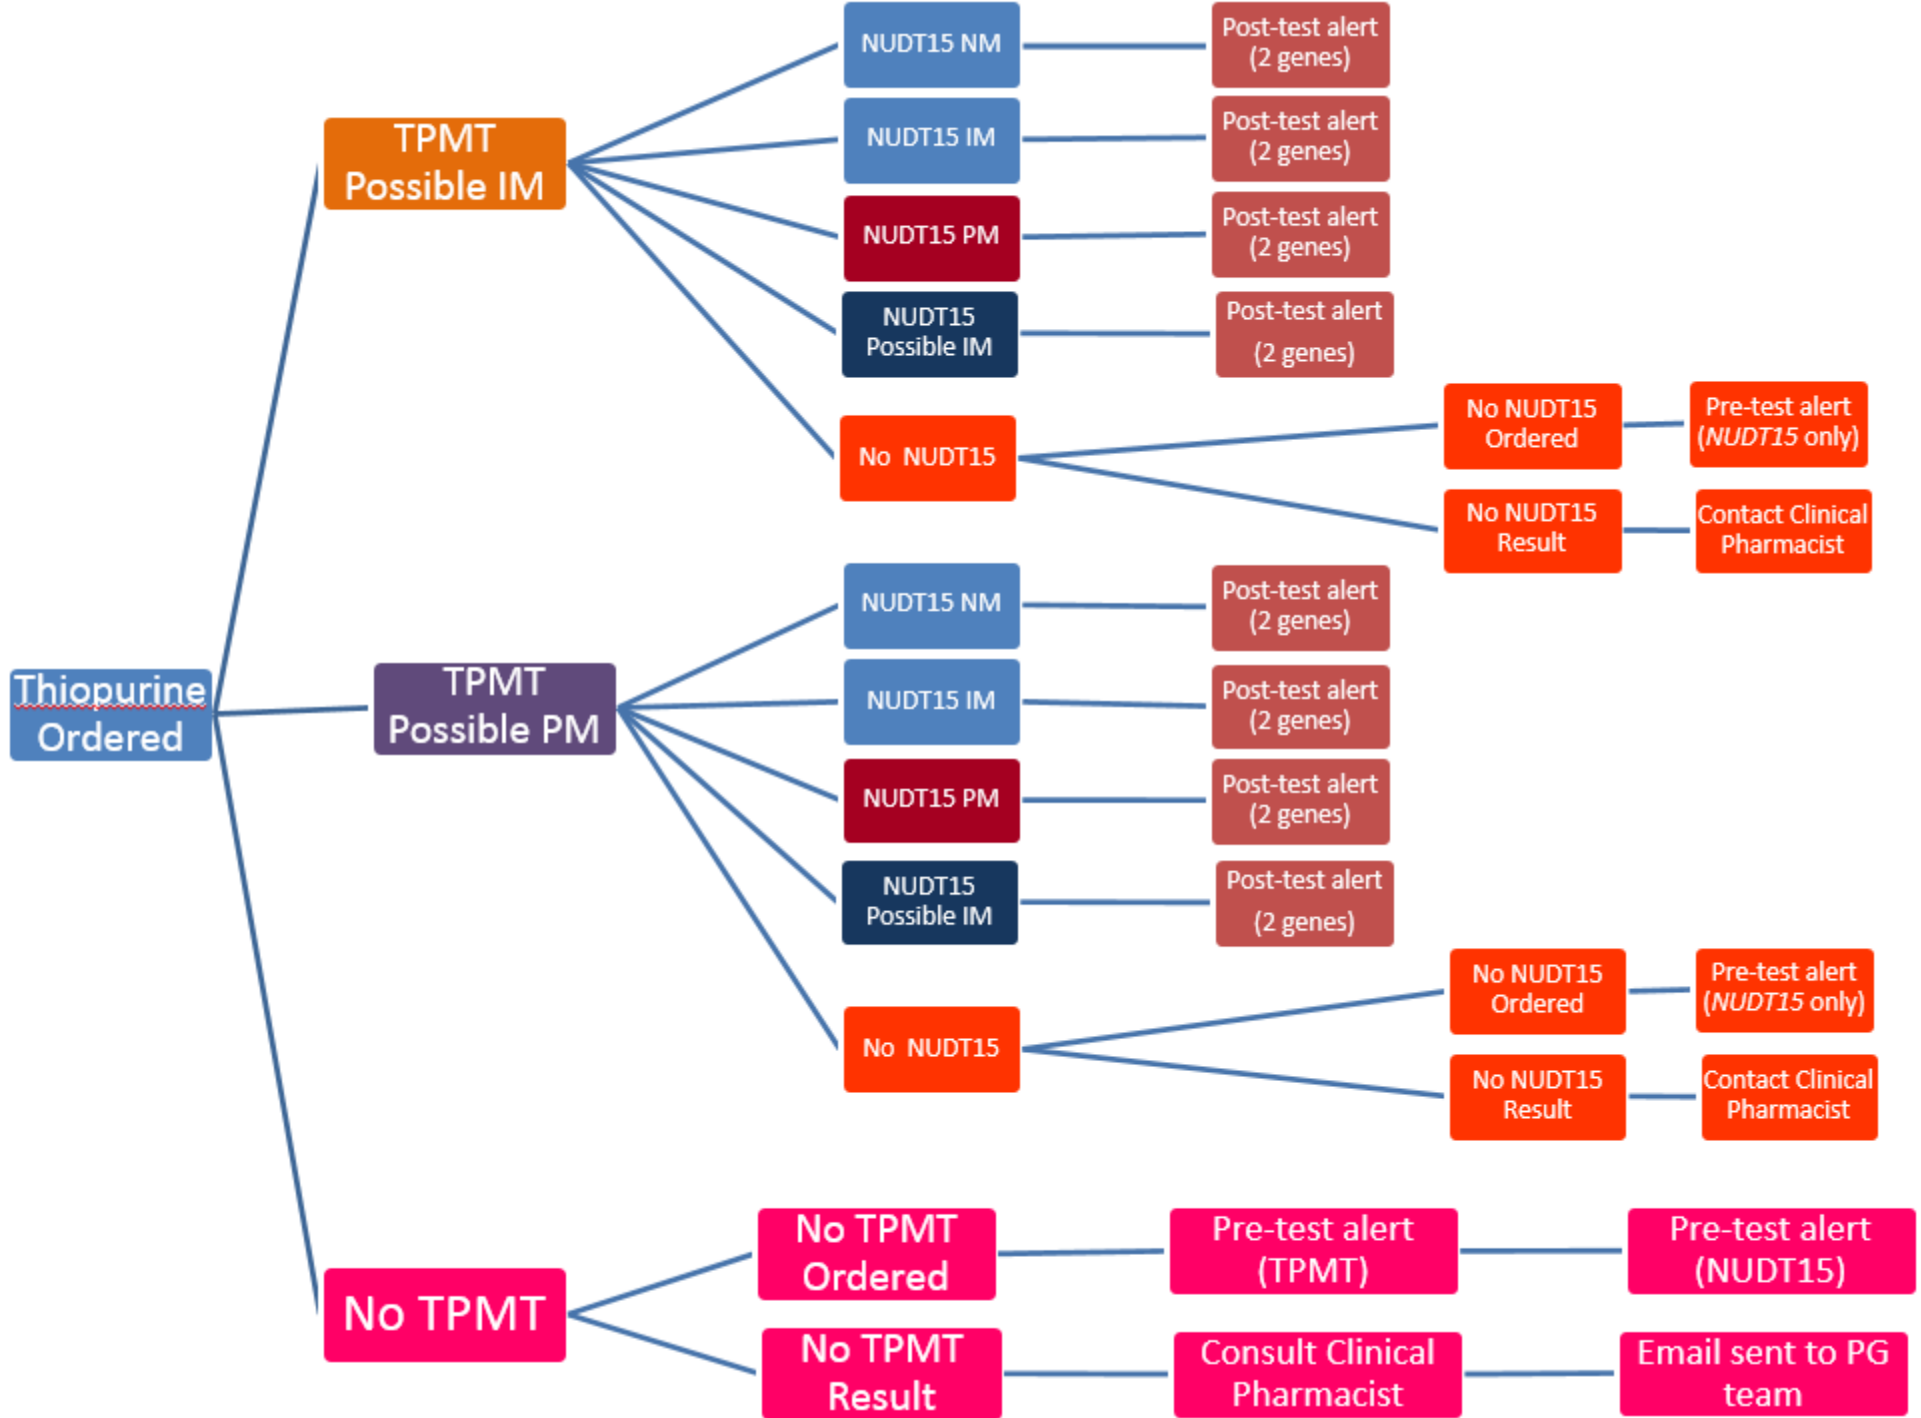 Thiopurine
Ordered
TPMT
Possible IM
NUDT15 NM
Post-test alert
(2 genes)
NUDT15 IM
Post-test alert
(2 genes)
NUDT15 PM
Post-test alert
(2 genes)
NUDT15
Possible IM
Post-test alert
(2 genes)
No NUDT15
No NUDT15
Ordered
Pre-test alert
(NUDT15 only)
No NUDT15
Result
Contact Clinical
Pharmacist
TPMT
Possible PM
NUDT15 NM
Post-test alert
(2 genes)
NUDT15 IM
Post-test alert
(2 genes)
NUDT15 PM
Post-test alert
(2 genes)
NUDT15
Possible IM
Post-test alert
(2 genes)
No NUDT15
No NUDT15
Ordered
Pre-test alert
(NUDT15 only)
No NUDT15
Result
Contact Clinical
Pharmacist
No TPMT
No TPMT
Ordered
Pre-test alert
(TPMT)
Pre-test alert
(NUDT15)
No TPMT
Result
Consult Clinical
Pharmacist
Email sent to PG
team